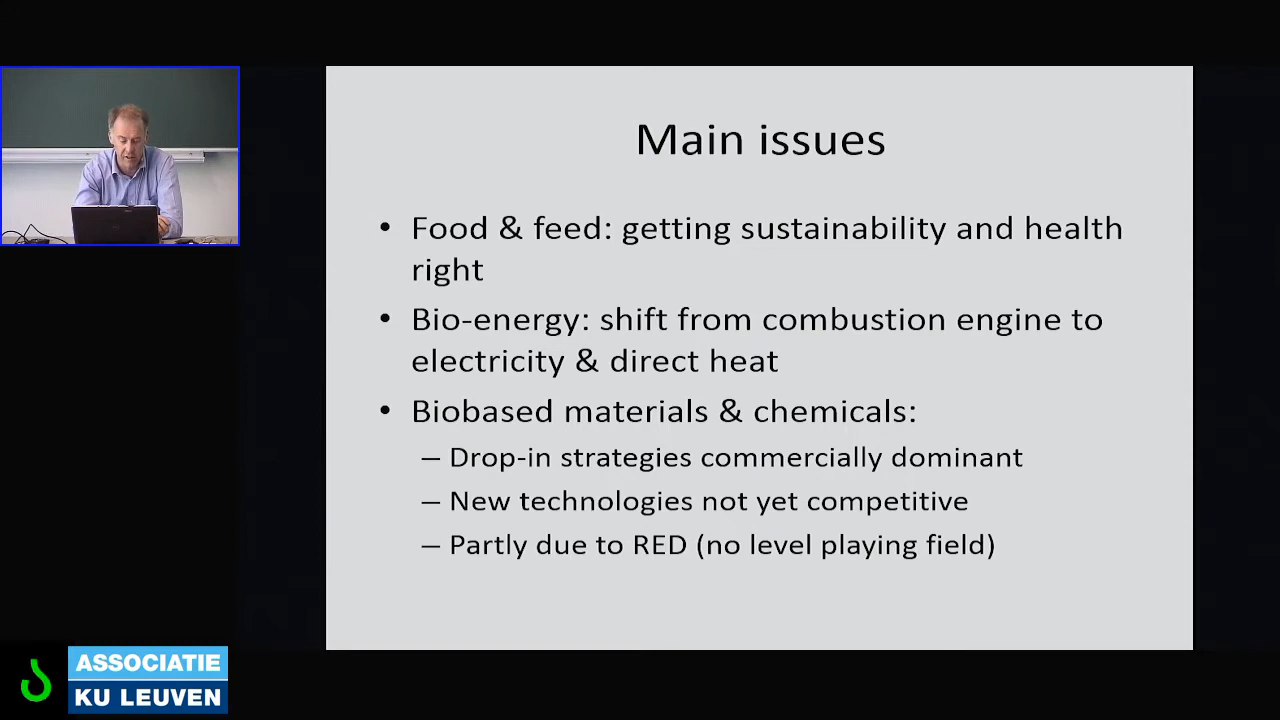 Main issues
• Food & feed: getting sustainability and health
right
• Bio-energy: shift from combustion engine to
electricity & direct heat
• Biobased materials & chemicals:
– Drop-in strategies commercially dominant
– New technologies not yet competitive
– Partly due to RED (no level playing field)
ASSOCIATIE
KU LEUVEN